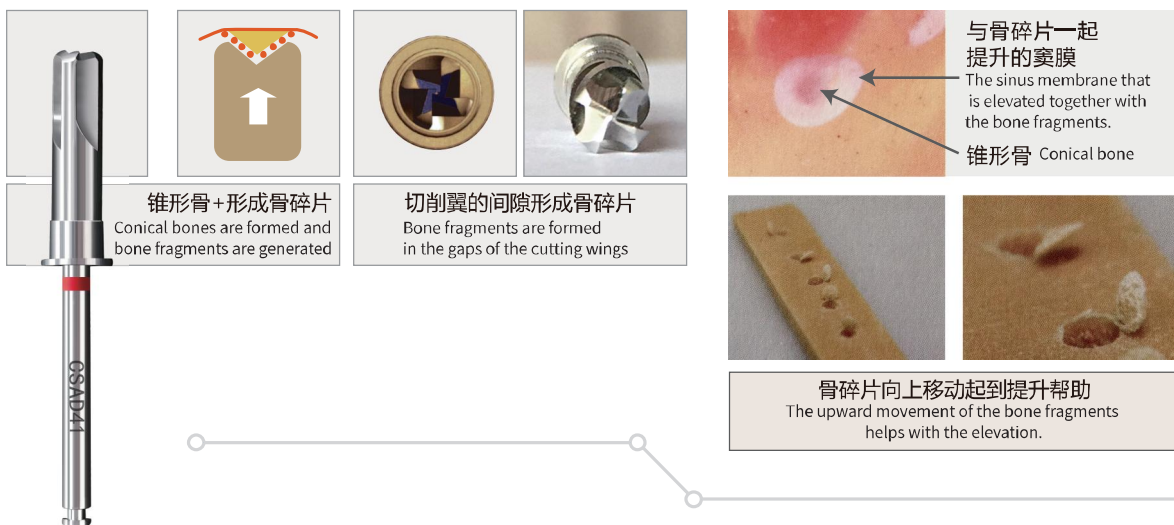 锥形骨+形成骨碎片
Conical bones are formed and
bone fragments are generated
切削翼的间隙形成骨碎片
Bone fragments are formed
in the gaps of the cutting wings
与骨碎片一起
提升的窦膜
The sinus membrane that
is elevated together with
the bone fragments.
锥形骨 Conical bone
骨碎片向上移动起到提升帮助
The upward movement of the bone fragments
helps with the elevation.
CSAD41